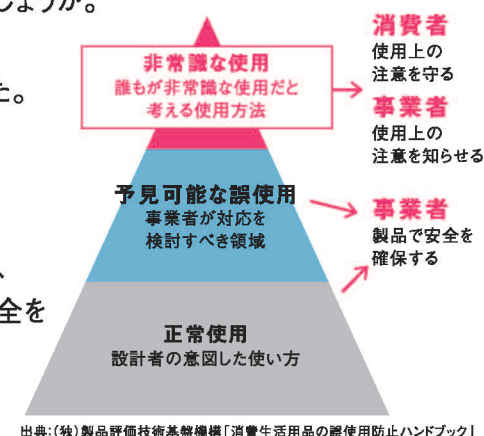 しょうか。
た。
、
全を
非常識な使用
誰もが非常識な使用だと
考える使用方法
消費者
使用上の
注意を守る
事業者
使用上の
注意を知らせる
予見可能な誤使用
事業者が対応を
検討すべき領域
事業者
製品で安全を
確保する
正常使用
設計者の意図した使い方
出典:(独)製品評価技術基盤機構「消費生活用品の誤使用防止ハンドブック」